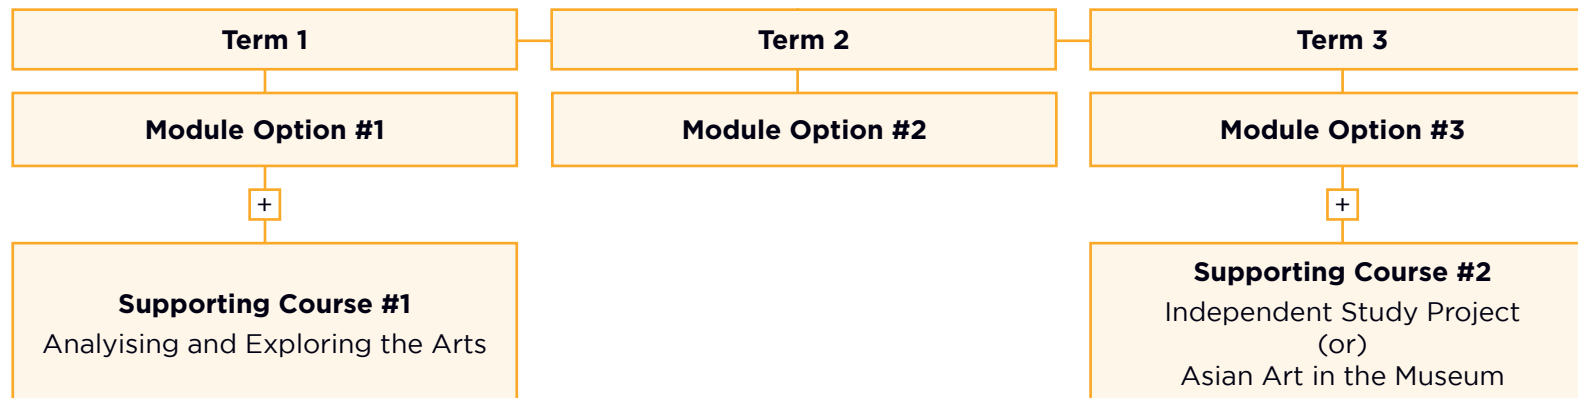 Term 1
Term 2
Term 3
Module Option #1
Module Option #2
Module Option #3
+
+
Supporting Course #1
Analyising and Exploring the Arts
Supporting Course #2
Independent Study Project
(or)
Asian Art in the Museum